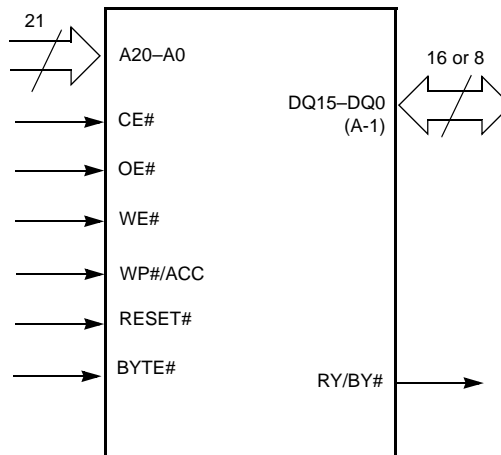 21
A20–A0
16 or 8
DQ15–DQ0
(A-1)
CE#
OE#
WE#
WP#/ACC
RESET#
BYTE#
RY/BY#